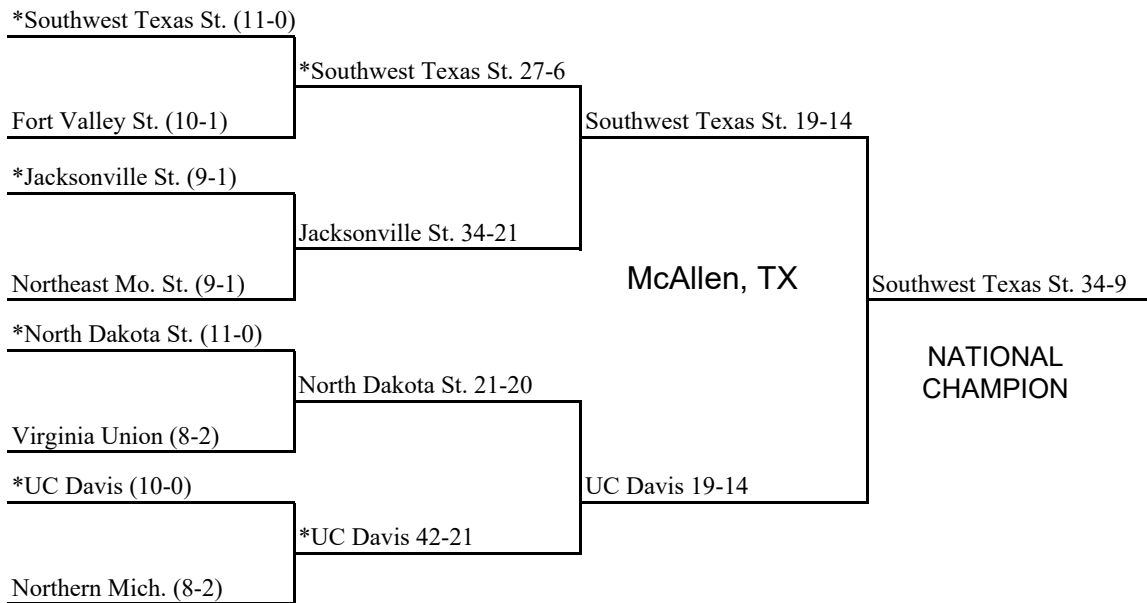 *Southwest Texas St. (11-0)
*Southwest Texas St. 27-6
Fort Valley St. (10-1)
Southwest Texas St. 19-14
*Jacksonville St. (9-1)
Jacksonville St. 34-21
Northeast Mo. St. (9-1)
McAllen, TX
Southwest Texas St. 34-9
*North Dakota St. (11-0)
NATIONAL
CHAMPION
North Dakota St. 21-20
Virginia Union (8-2)
*UC Davis (10-0)
UC Davis 19-14
*UC Davis 42-21
Northern Mich. (8-2)